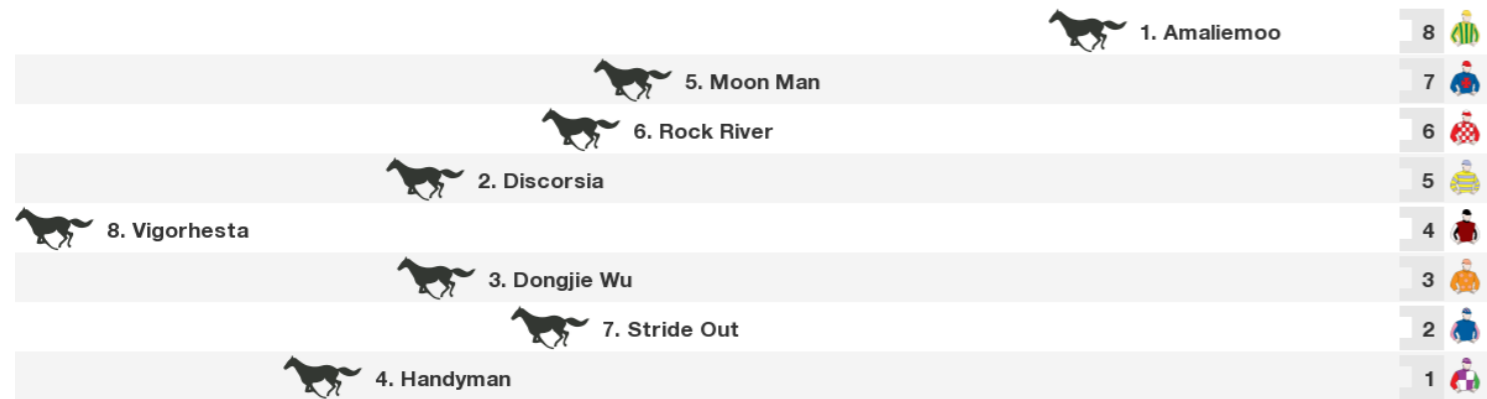 1. Amaliemoo 8
5. Moon Man 7
6. Rock River 6
2. Discorsia 5
8. Vigorhesta 4
3. Dongjie Wu 3
7. Stride Out 2
4. Handyman 1